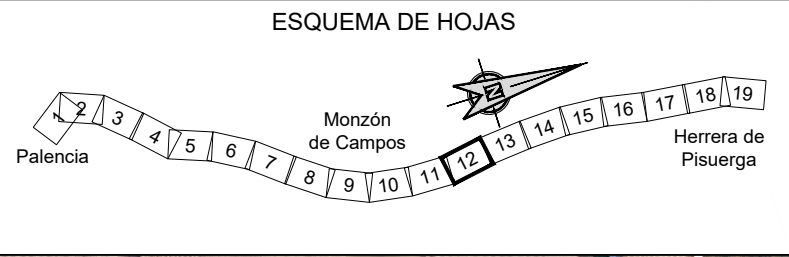 ESQUEMA DE HOJAS
Monzón
de Campos
Palencia
Herrera de
Pisuerga
N
1
2
3
4
5
6
7
8
9
10
11
12
13
14
15
16
17
18
19